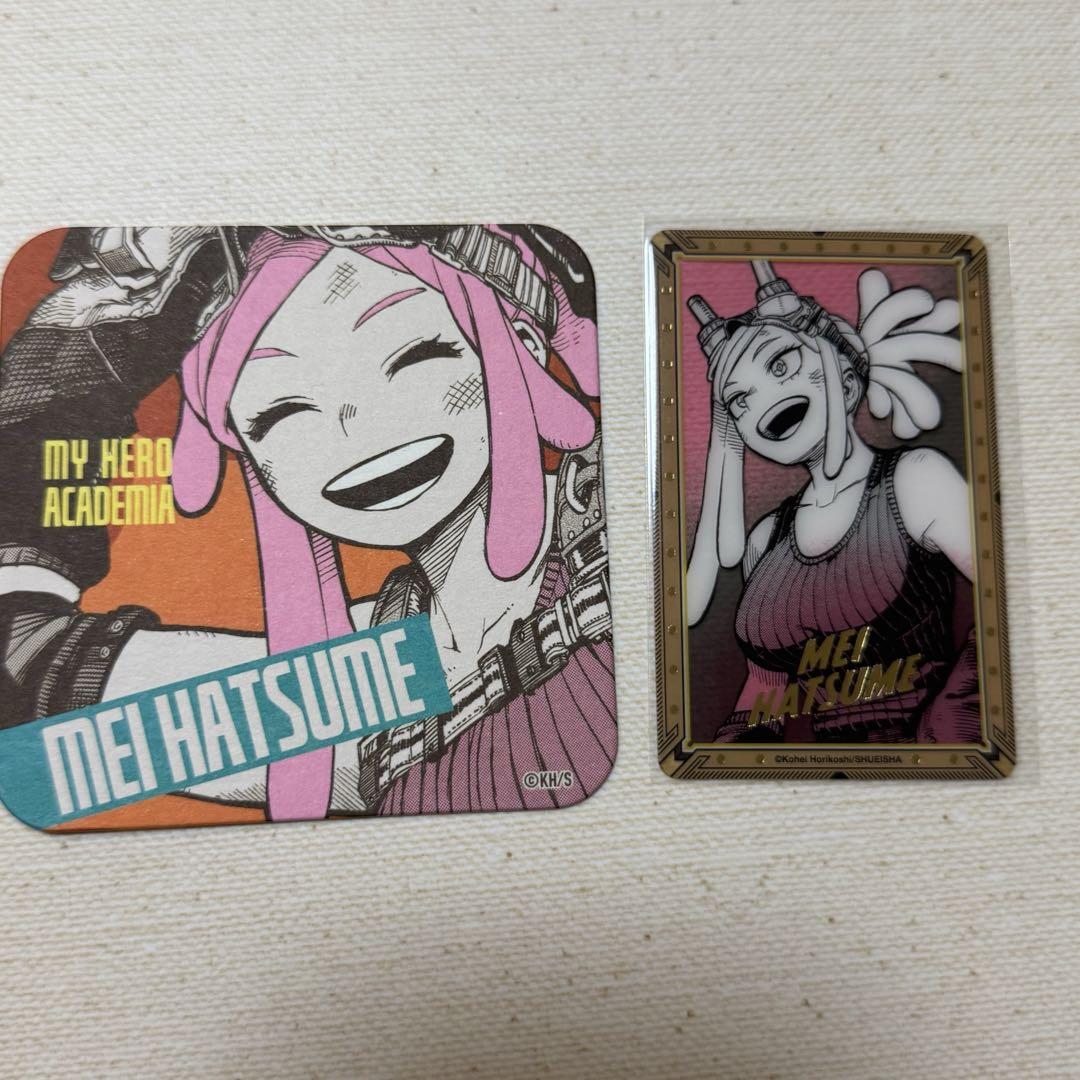 MY HERO
ACADEMIA
MEI HATSUME
©KH/S
MEI
HATSUME
©Kohei Horikoshi/SHUEISHA